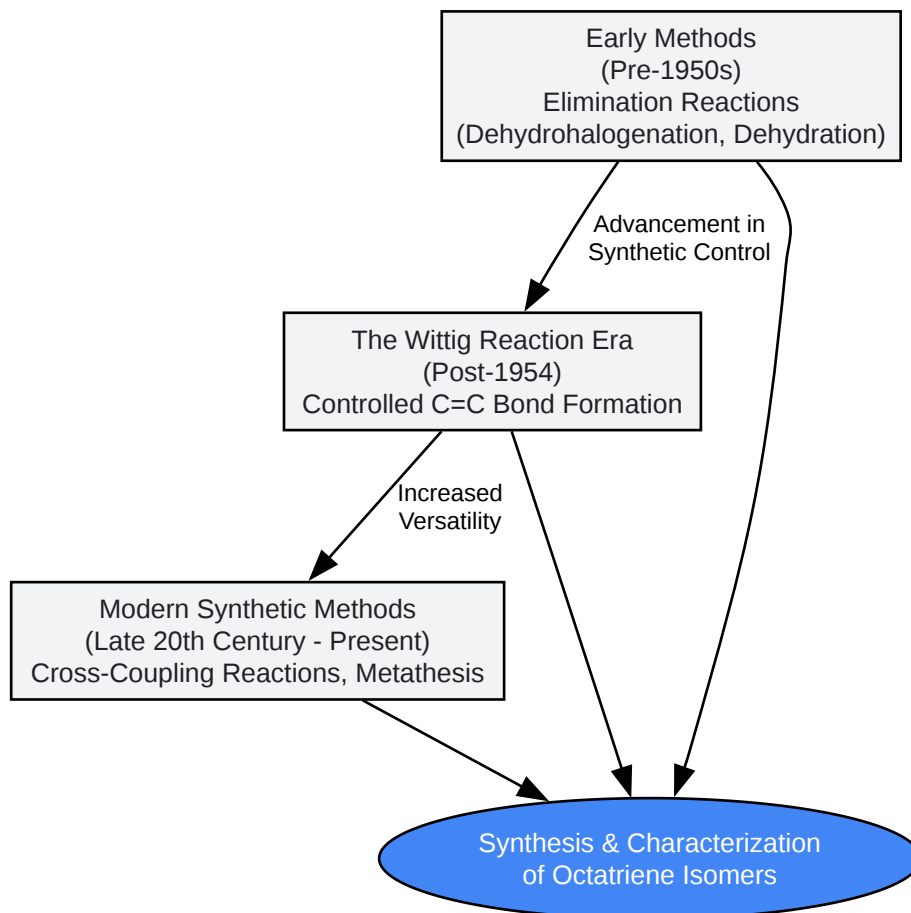 Early Methods
(Pre-1950s)
Elimination Reactions
(Dehydrohalogenation, Dehydration)
Advancement in
Synthetic Control
The Wittig Reaction Era
(Post-1954)
Controlled C=C Bond Formation
Increased
Versatility
Modern Synthetic Methods
(Late 20th Century - Present)
Cross-Coupling Reactions, Metathesis
Synthesis & Characterization
of Octatriene Isomers